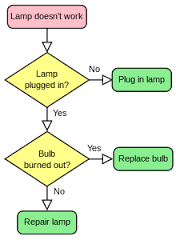 Lamp doesn't work
Lamp
plugged in?
No
Plug in lamp
Yes
Bulb
burned out?
Yes
Replace bulb
No
Repair lamp